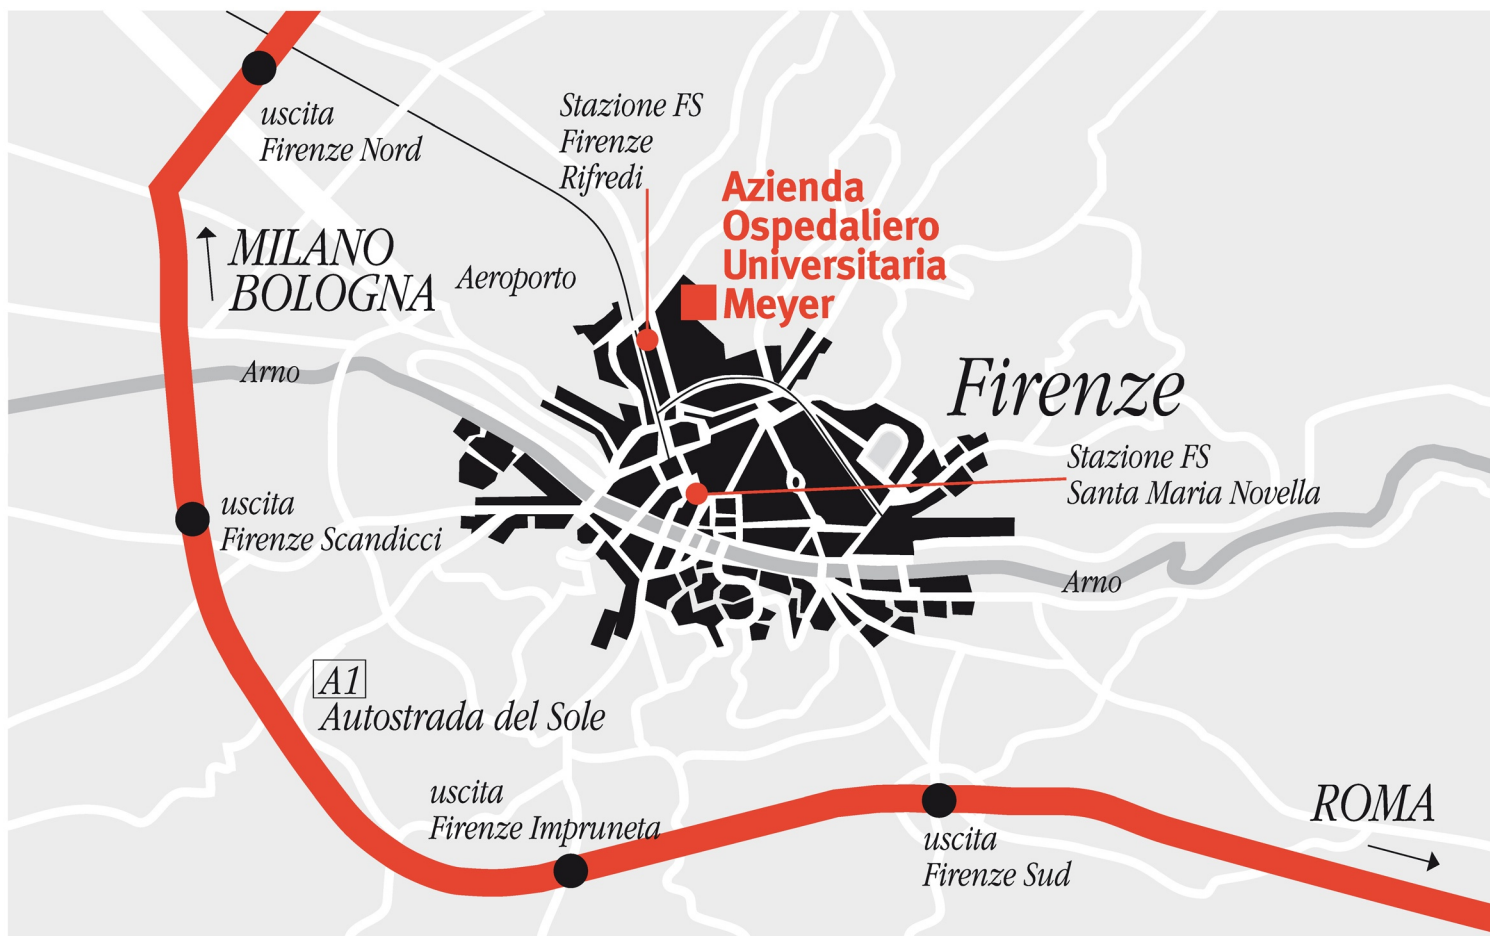 uscita
Firenze Nord
Stazione FS
Firenze
Rifredi
Azienda
Ospedaliero
Universitaria
Meyer
MILANO
BOLOGNA
Aeroporto
Arno
Firenze
Stazione FS
Santa Maria Novella
uscita
Firenze Scandicci
Arno
A1
Autostrada del Sole
uscita
Firenze Impruneta
uscita
Firenze Sud
ROMA